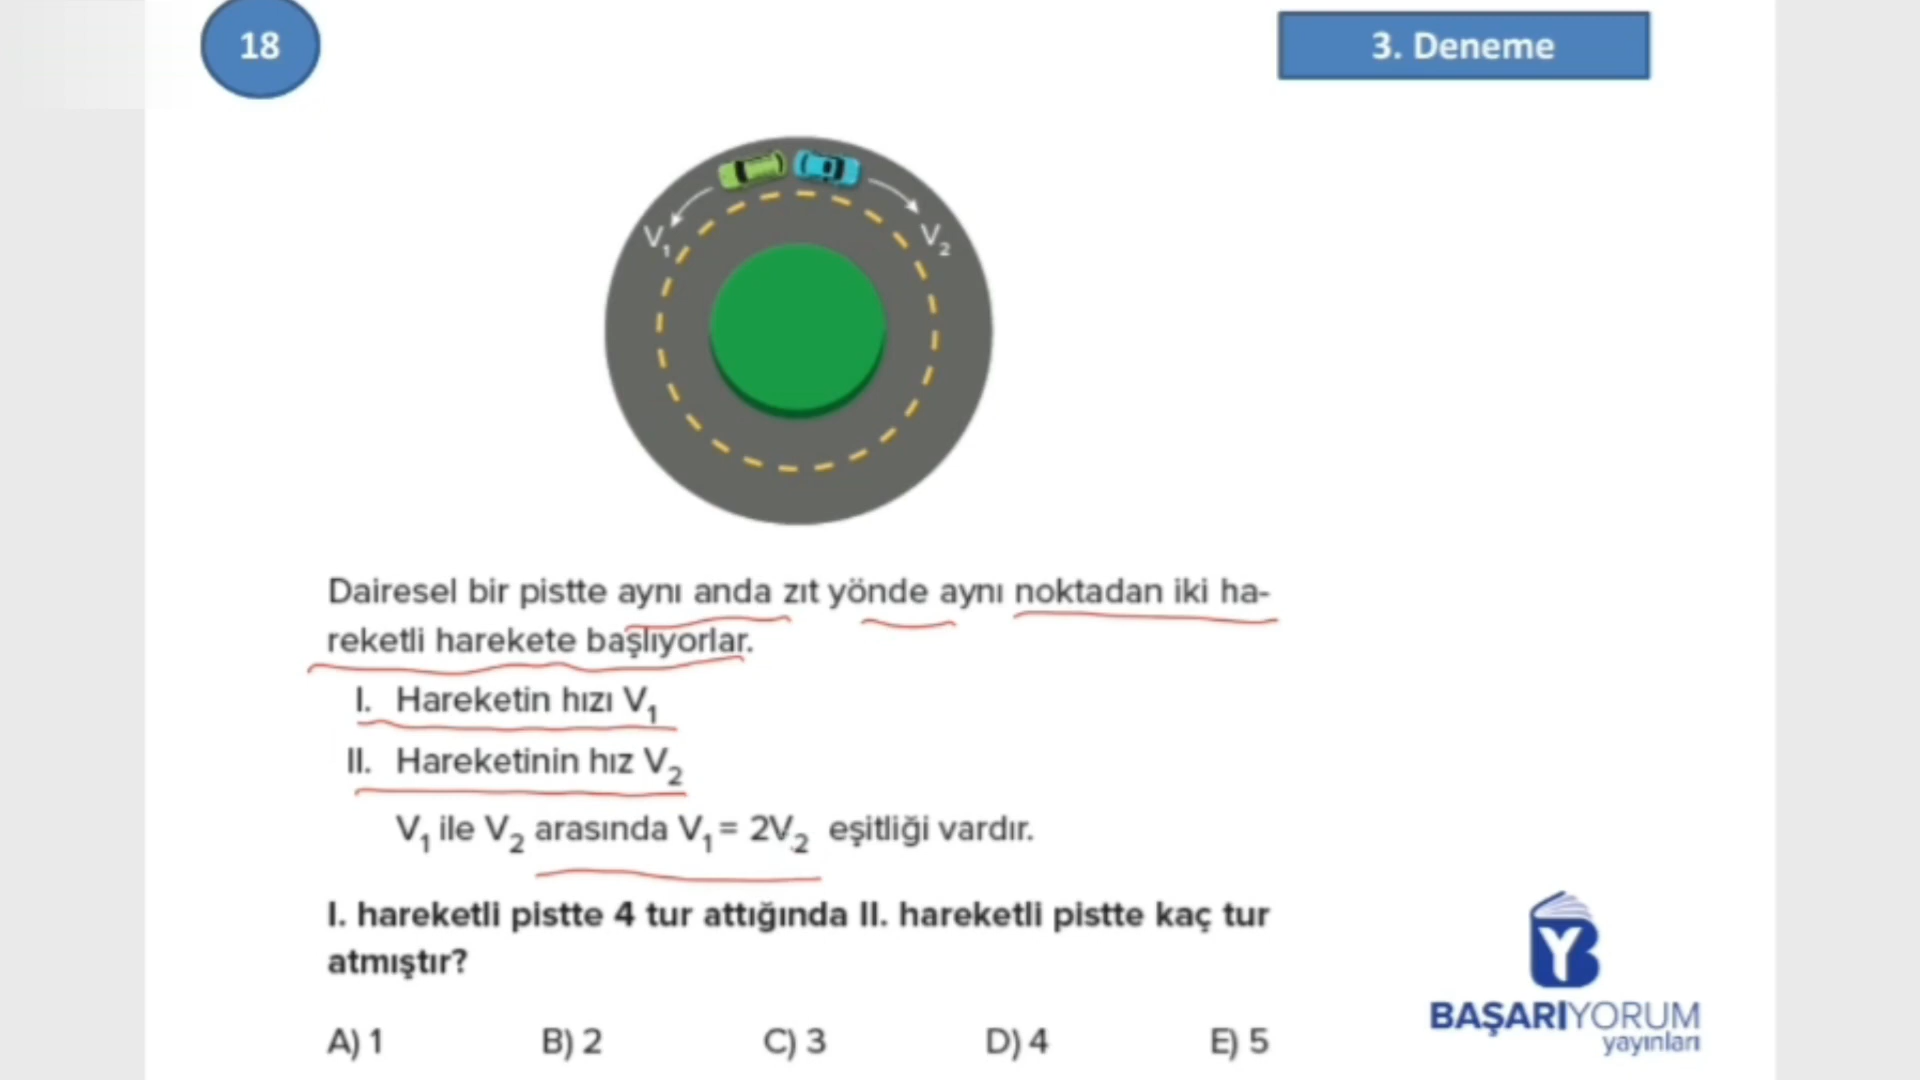 18
3. Deneme
V₁
V₂
Dairesel bir pistte aynı anda zıt yönde aynı noktadan iki ha-
reketli harekete başlıyorlar.
I. Hareketin hızı V₁
II. Hareketinin hız V₂
V₁ ile V₂ arasında V₁ = 2V₂ eşitliği vardır.
I. hareketli pistte 4 tur attığında II. hareketli pistte kaç tur
atmıştır?
A) 1 B) 2 C) 3 D) 4 E) 5
BY
BAŞARIYORUM
yayınları